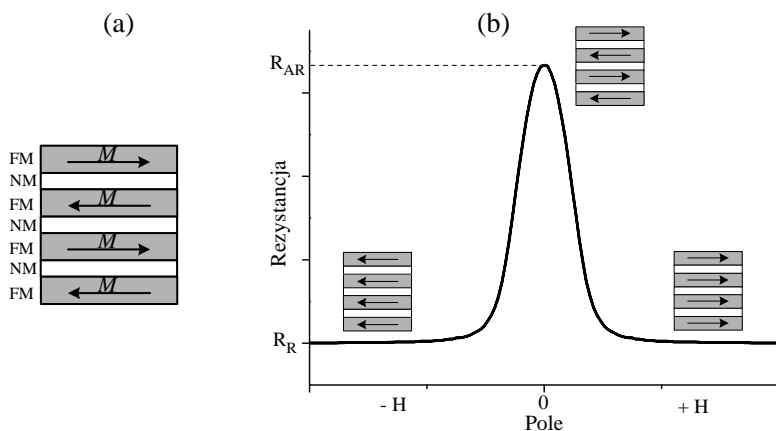 (a)
FM
M
NM
FM
M
NM
FM
M
NM
FM
M
(b)
R_AR
Rezystancja
R_R
- H
0
+ H
Pole